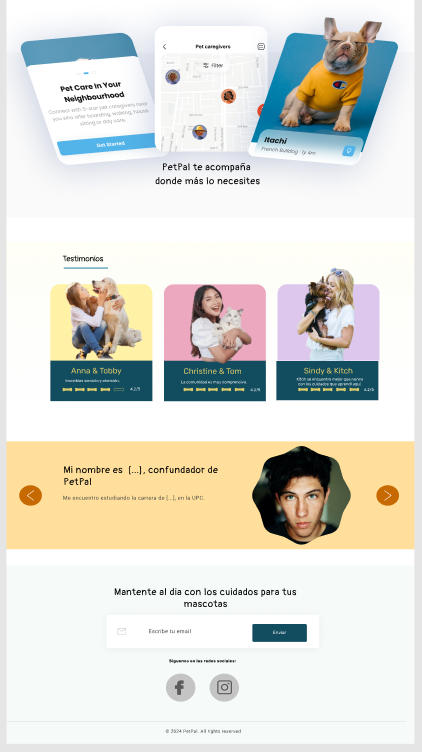 Pet caregivers
Filter
Pet Care In Your
Neighbourhood
Connect with 5-star pet caregivers near
you who offer boarding, walking, house
sitting or day care.
Get Started
Itachi
French Bulldog
PetPal te acompaña
donde más lo necesites
Testimonios
Anna & Tobby
Increíbles servicio y atención.
4.2/5
Christine & Tom
La comunidad es muy comprensiva.
4.2/5
Sindy & Kitch
Kitch se encuentra mejor que nunca
con los cuidados que aprendí aquí
4.2/5
Mi nombre es [...], confundador de
PetPal
Me encuentro estudiando la carrera de [...], en la UPC.
Mantente al dia con los cuidados para tus
mascotas
Escribe tu email
Enviar
Síguenos en las redes sociales:
© 2024 PetPal. All rights reserved